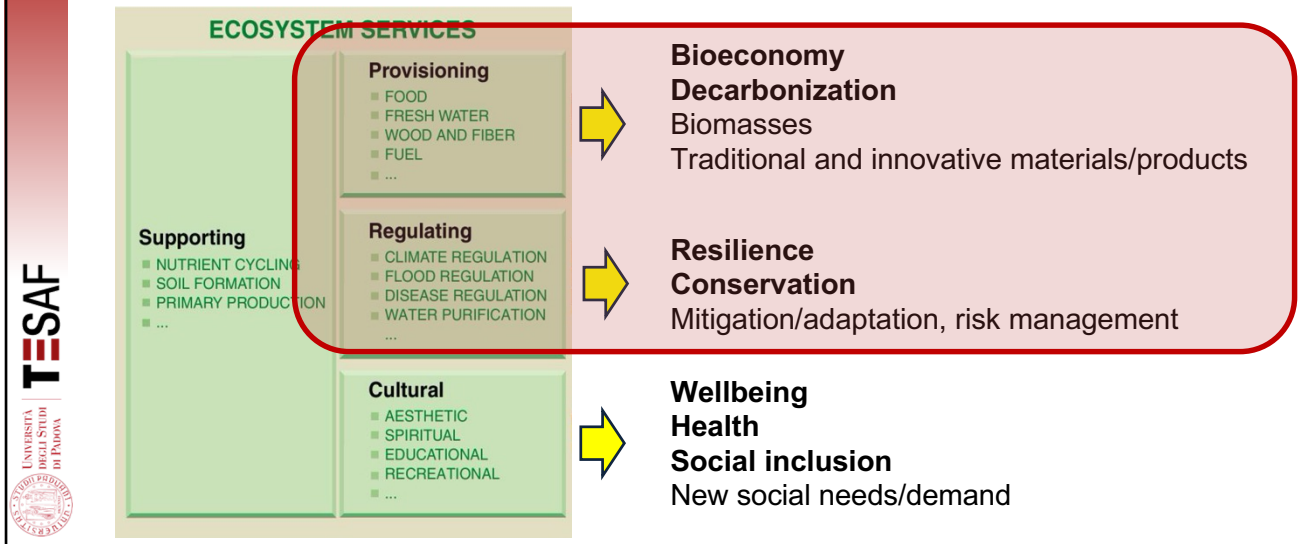 ECOSYSTEM SERVICES
Supporting
NUTRIENT CYCLING
SOIL FORMATION
PRIMARY PRODUCTION
...
Provisioning
FOOD
FRESH WATER
WOOD AND FIBER
FUEL
...
Bioeconomy
Decarbonization
Biomasses
Traditional and innovative materials/products
Regulating
CLIMATE REGULATION
FLOOD REGULATION
DISEASE REGULATION
WATER PURIFICATION
...
Resilience
Conservation
Mitigation/adaptation, risk management
Cultural
AESTHETIC
SPIRITUAL
EDUCATIONAL
RECREATIONAL
...
Wellbeing
Health
Social inclusion
New social needs/demand
TESAF
UNIVERSITÀ
DEGLI STUDI
DI PADOVA